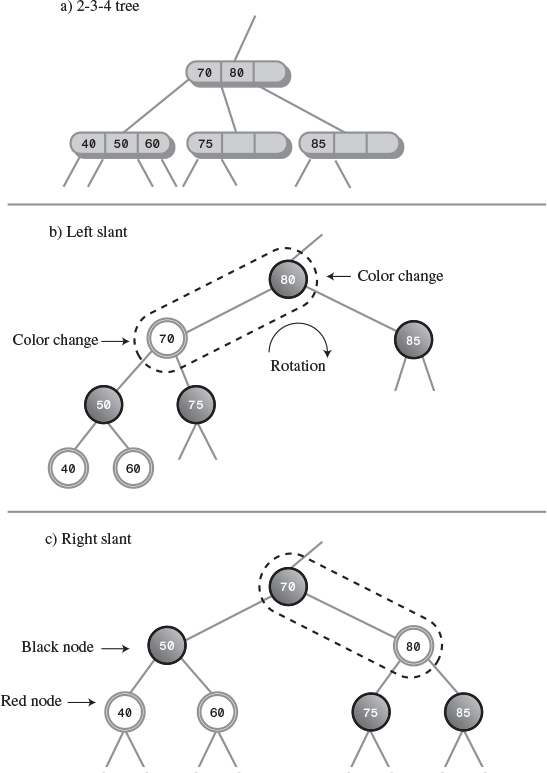 a) 2-3-4 tree
70 80
40 50 60 75 85
b) Left slant
80
Color change
Color change
70
85
Rotation
50
75
40
60
c) Right slant
70
Black node
50
80
Red node
40
60
75
85